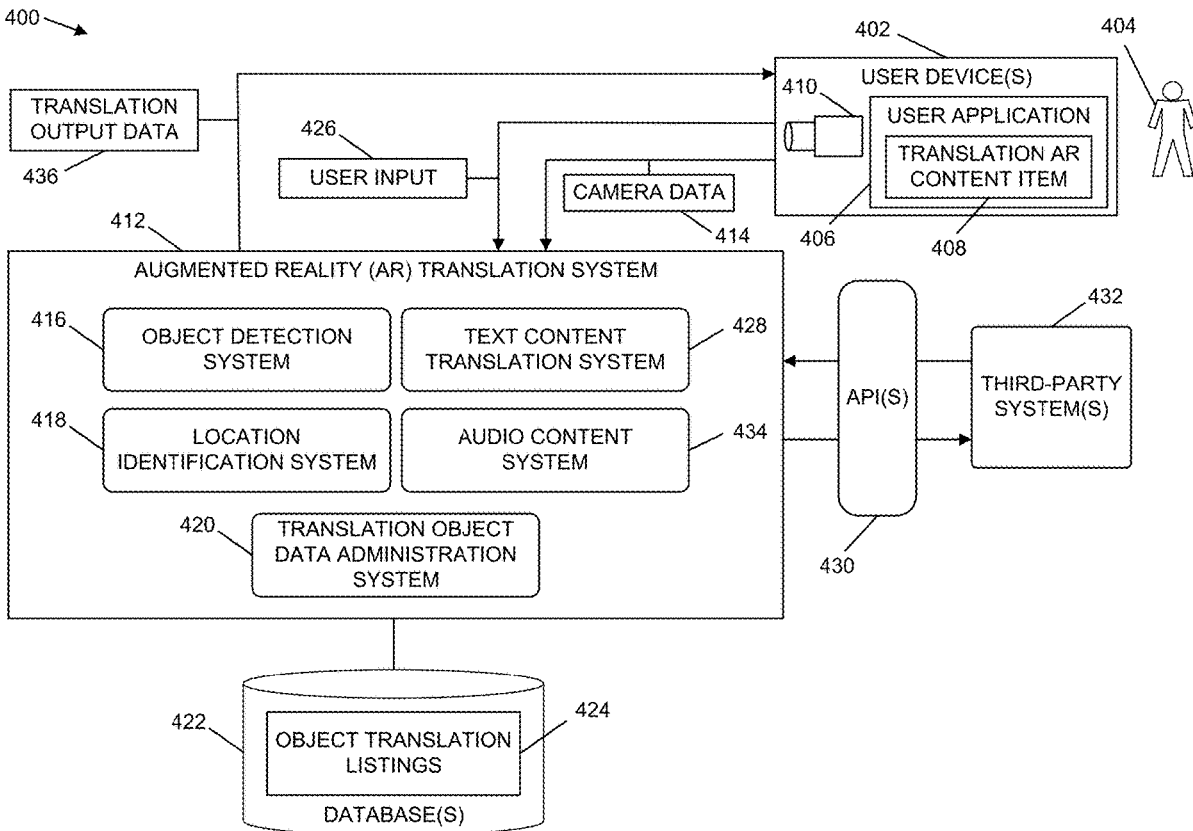 400
402
404
USER DEVICE(S)
410
USER APPLICATION
TRANSLATION AR
CONTENT ITEM
406
408
TRANSLATION
OUTPUT DATA
436
426
USER INPUT
CAMERA DATA
414
412
AUGMENTED REALITY (AR) TRANSLATION SYSTEM
416
OBJECT DETECTION
SYSTEM
TEXT CONTENT
TRANSLATION SYSTEM
428
418
LOCATION
IDENTIFICATION SYSTEM
AUDIO CONTENT
SYSTEM
434
420
TRANSLATION OBJECT
DATA ADMINISTRATION
SYSTEM
API(S)
430
432
THIRD-PARTY
SYSTEM(S)
422
424
OBJECT TRANSLATION
LISTINGS
DATABASE(S)